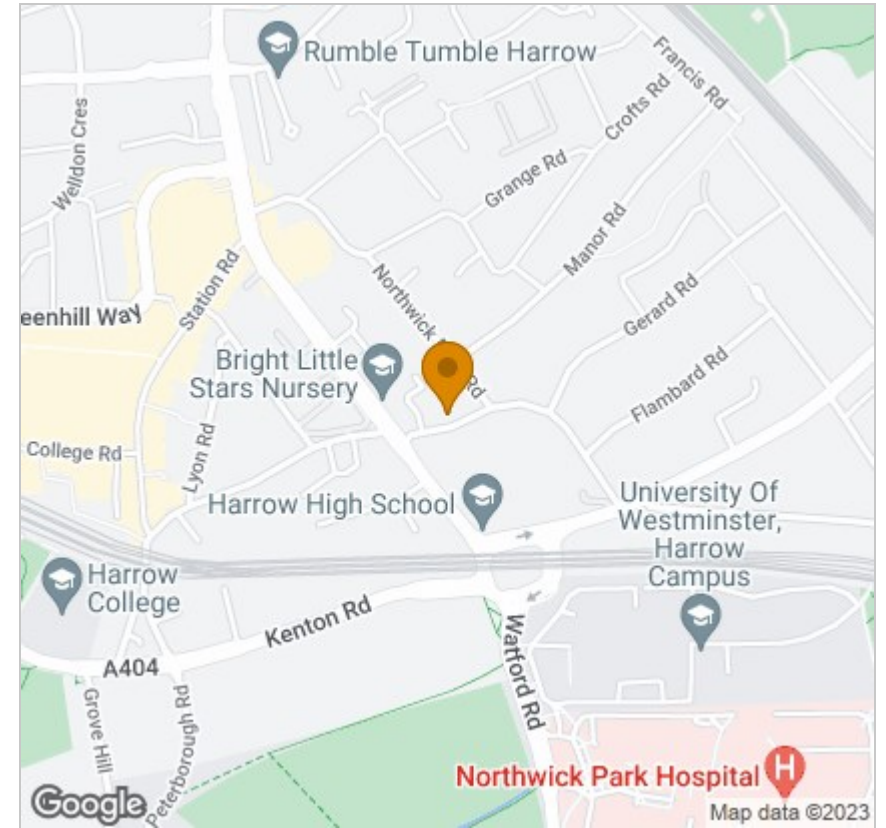 Rumble Tumble Harrow
Francis Rd
Crofts Rd
Welldon Cres
Grange Rd
Manor Rd
Station Rd
Northwick
Rd
Gerard Rd
eenhill Way
Bright Little
Stars Nursery
Flambard Rd
College Rd
Lyon Rd
Harrow High School
University Of
Westminster,
Harrow
Campus
Harrow
College
Kenton Rd
Watford Rd
A404
Grove Hill
Peterborough Rd
Northwick Park Hospital
H
Google
Map data ©2023